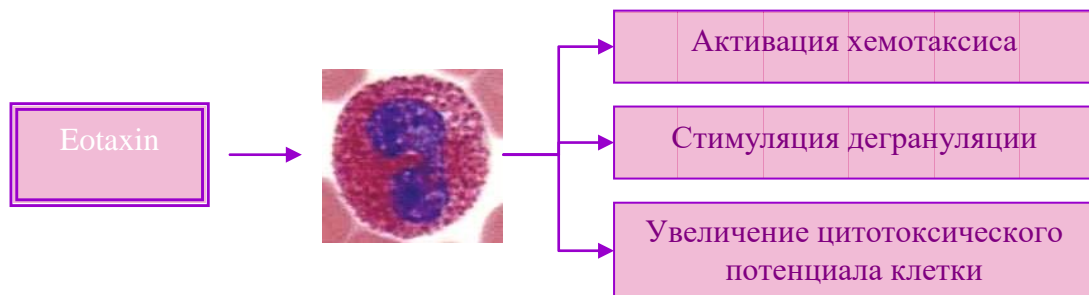 Eotaxin
Активация хемотаксиса
Стимуляция дегрануляции
Увеличение цитотоксического
потенциала клетки